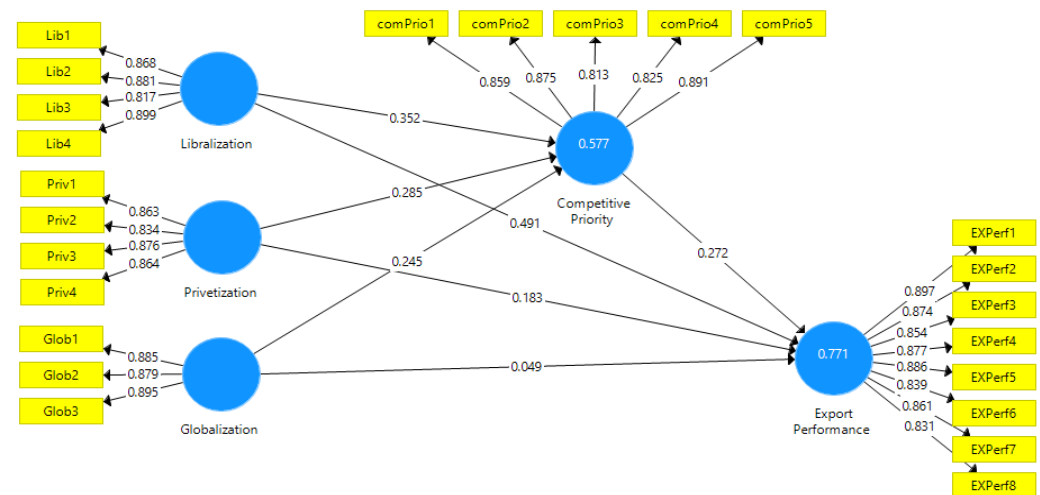 comPrio1
comPrio2
comPrio3
comPrio4
comPrio5
0.859
0.875
0.813
0.825
0.891
Lib1
Lib2
Lib3
Lib4
0.868
0.881
0.817
0.899
Libralization
0.352
0.491
0.577
Competitive
Priority
Priv1
Priv2
Priv3
Priv4
0.863
0.834
0.876
0.864
Privetization
0.285
0.183
0.272
Glob1
Glob2
Glob3
0.885
0.879
0.895
Globalization
0.245
0.049
0.771
Export
Performance
0.897
0.874
0.854
0.877
0.886
0.839
0.861
0.831
EXPerf1
EXPerf2
EXPerf3
EXPerf4
EXPerf5
EXPerf6
EXPerf7
EXPerf8